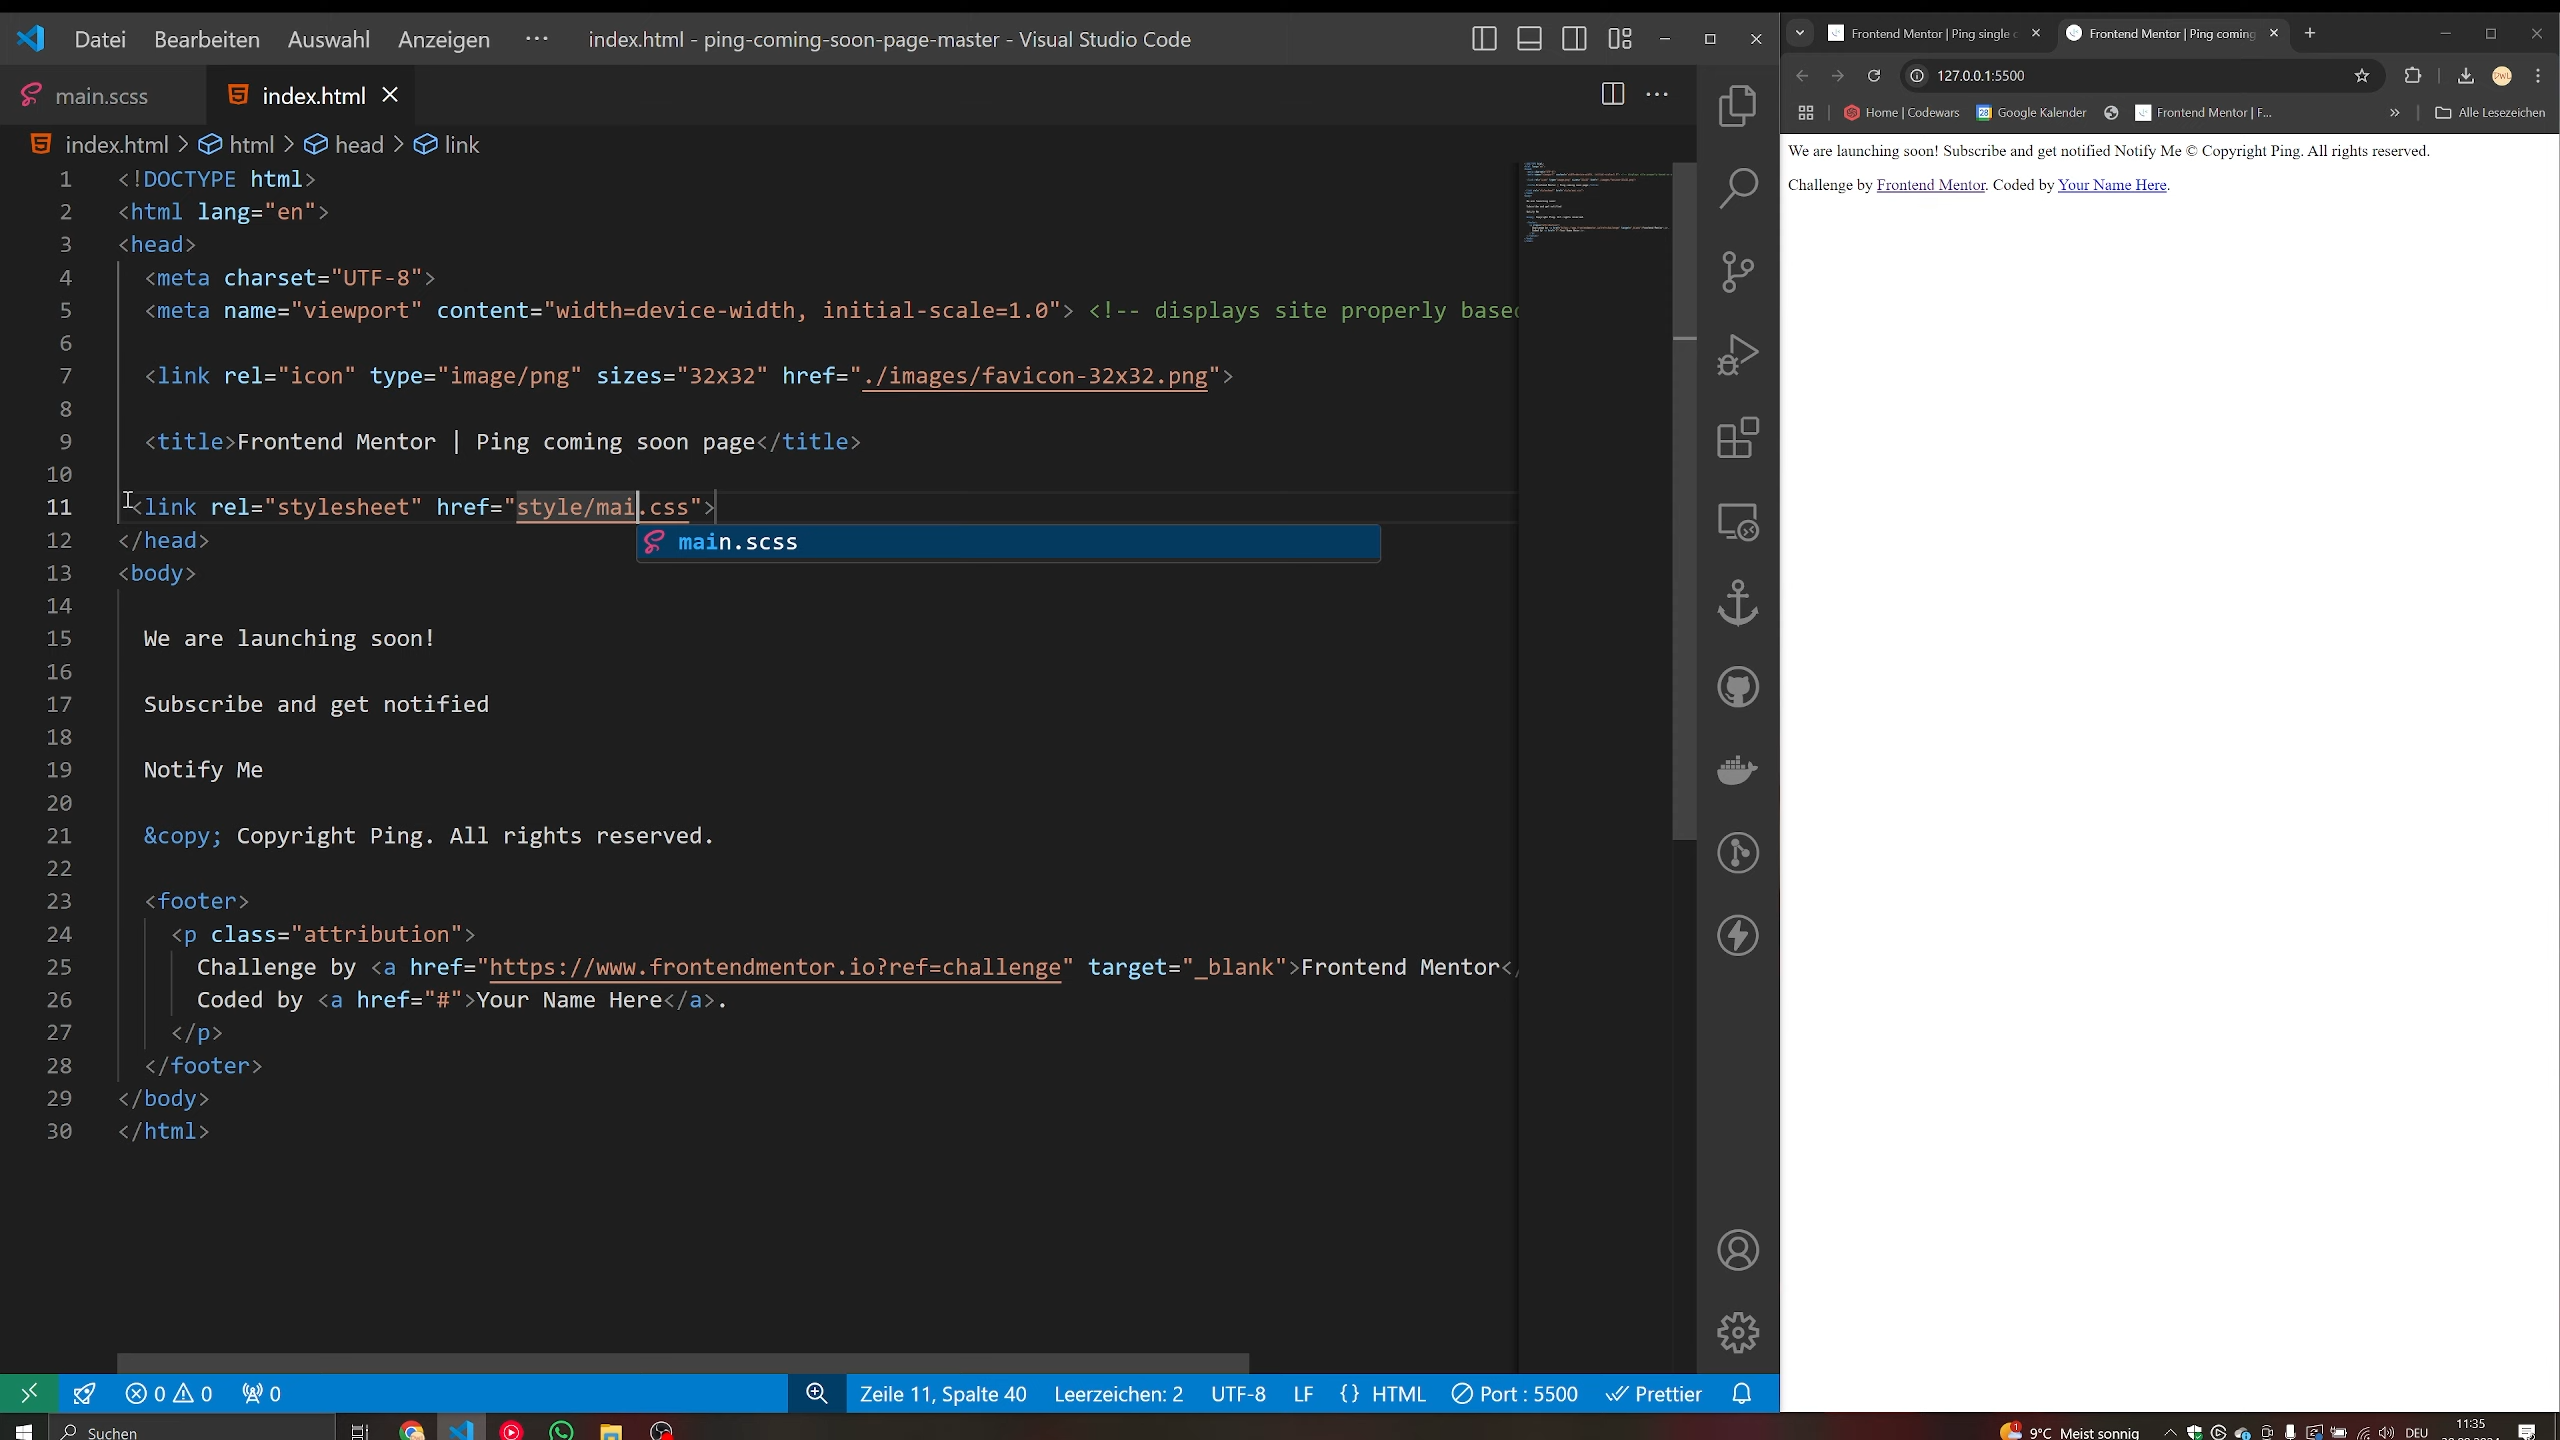 Datei Bearbeiten Auswahl Anzeigen ··· index.html - ping-coming-soon-page-master - Visual Studio Code
main.scss index.html
index.html > html > head > link
1 <!DOCTYPE html>
2 <html lang="en">
3 <head>
4 <meta charset="UTF-8">
5 <meta name="viewport" content="width=device-width, initial-scale=1.0"> <!-- displays site properly based
6
7 <link rel="icon" type="image/png" sizes="32x32" href="./images/favicon-32x32.png">
8
9 <title>Frontend Mentor | Ping coming soon page</title>
10
11 <link rel="stylesheet" href="style/mai.css">
main.scss
12 </head>
13 <body>
14
15 We are launching soon!
16
17 Subscribe and get notified
18
19 Notify Me
20
21 &copy; Copyright Ping. All rights reserved.
22
23 <footer>
24 <p class="attribution">
25 Challenge by <a href="https://www.frontendmentor.io?ref=challenge" target="_blank">Frontend Mentor</
26 Coded by <a href="#">Your Name Here</a>.
27 </p>
28 </footer>
29 </body>
30 </html>
0 0 0 Zeile 11, Spalte 40 Leerzeichen: 2 UTF-8 LF {} HTML Port : 5500 Prettier
Frontend Mentor | Ping single Frontend Mentor | Ping coming
127.0.0.1:5500
Home | Codewars Google Kalender Frontend Mentor | F... » Alle Lesezeichen
We are launching soon! Subscribe and get notified Notify Me © Copyright Ping. All rights reserved.
Challenge by Frontend Mentor. Coded by Your Name Here.
Suchen 9°C Meist sonnig DEU 11:35